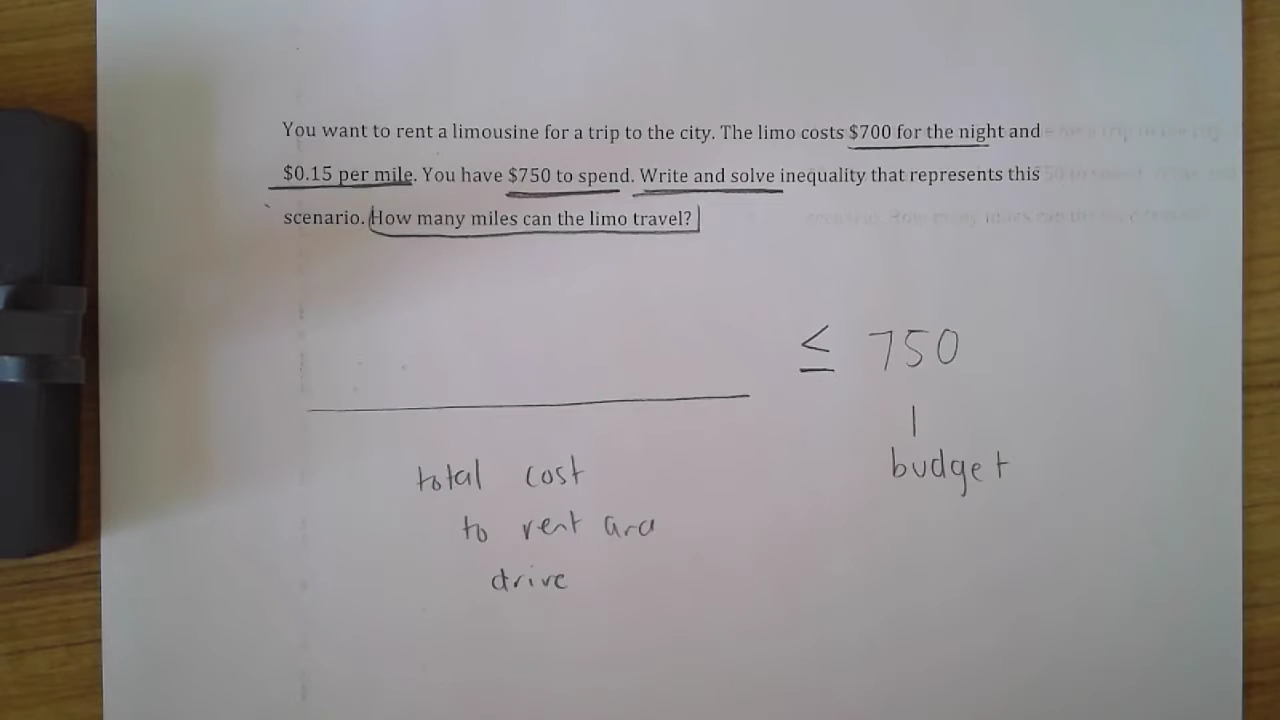 You want to rent a limousine for a trip to the city. The limo costs $700 for the night and
$0.15 per mile. You have $750 to spend. Write and solve inequality that represents this
scenario. How many miles can the limo travel?
≤ 750
budget
total cost
to rent and
drive